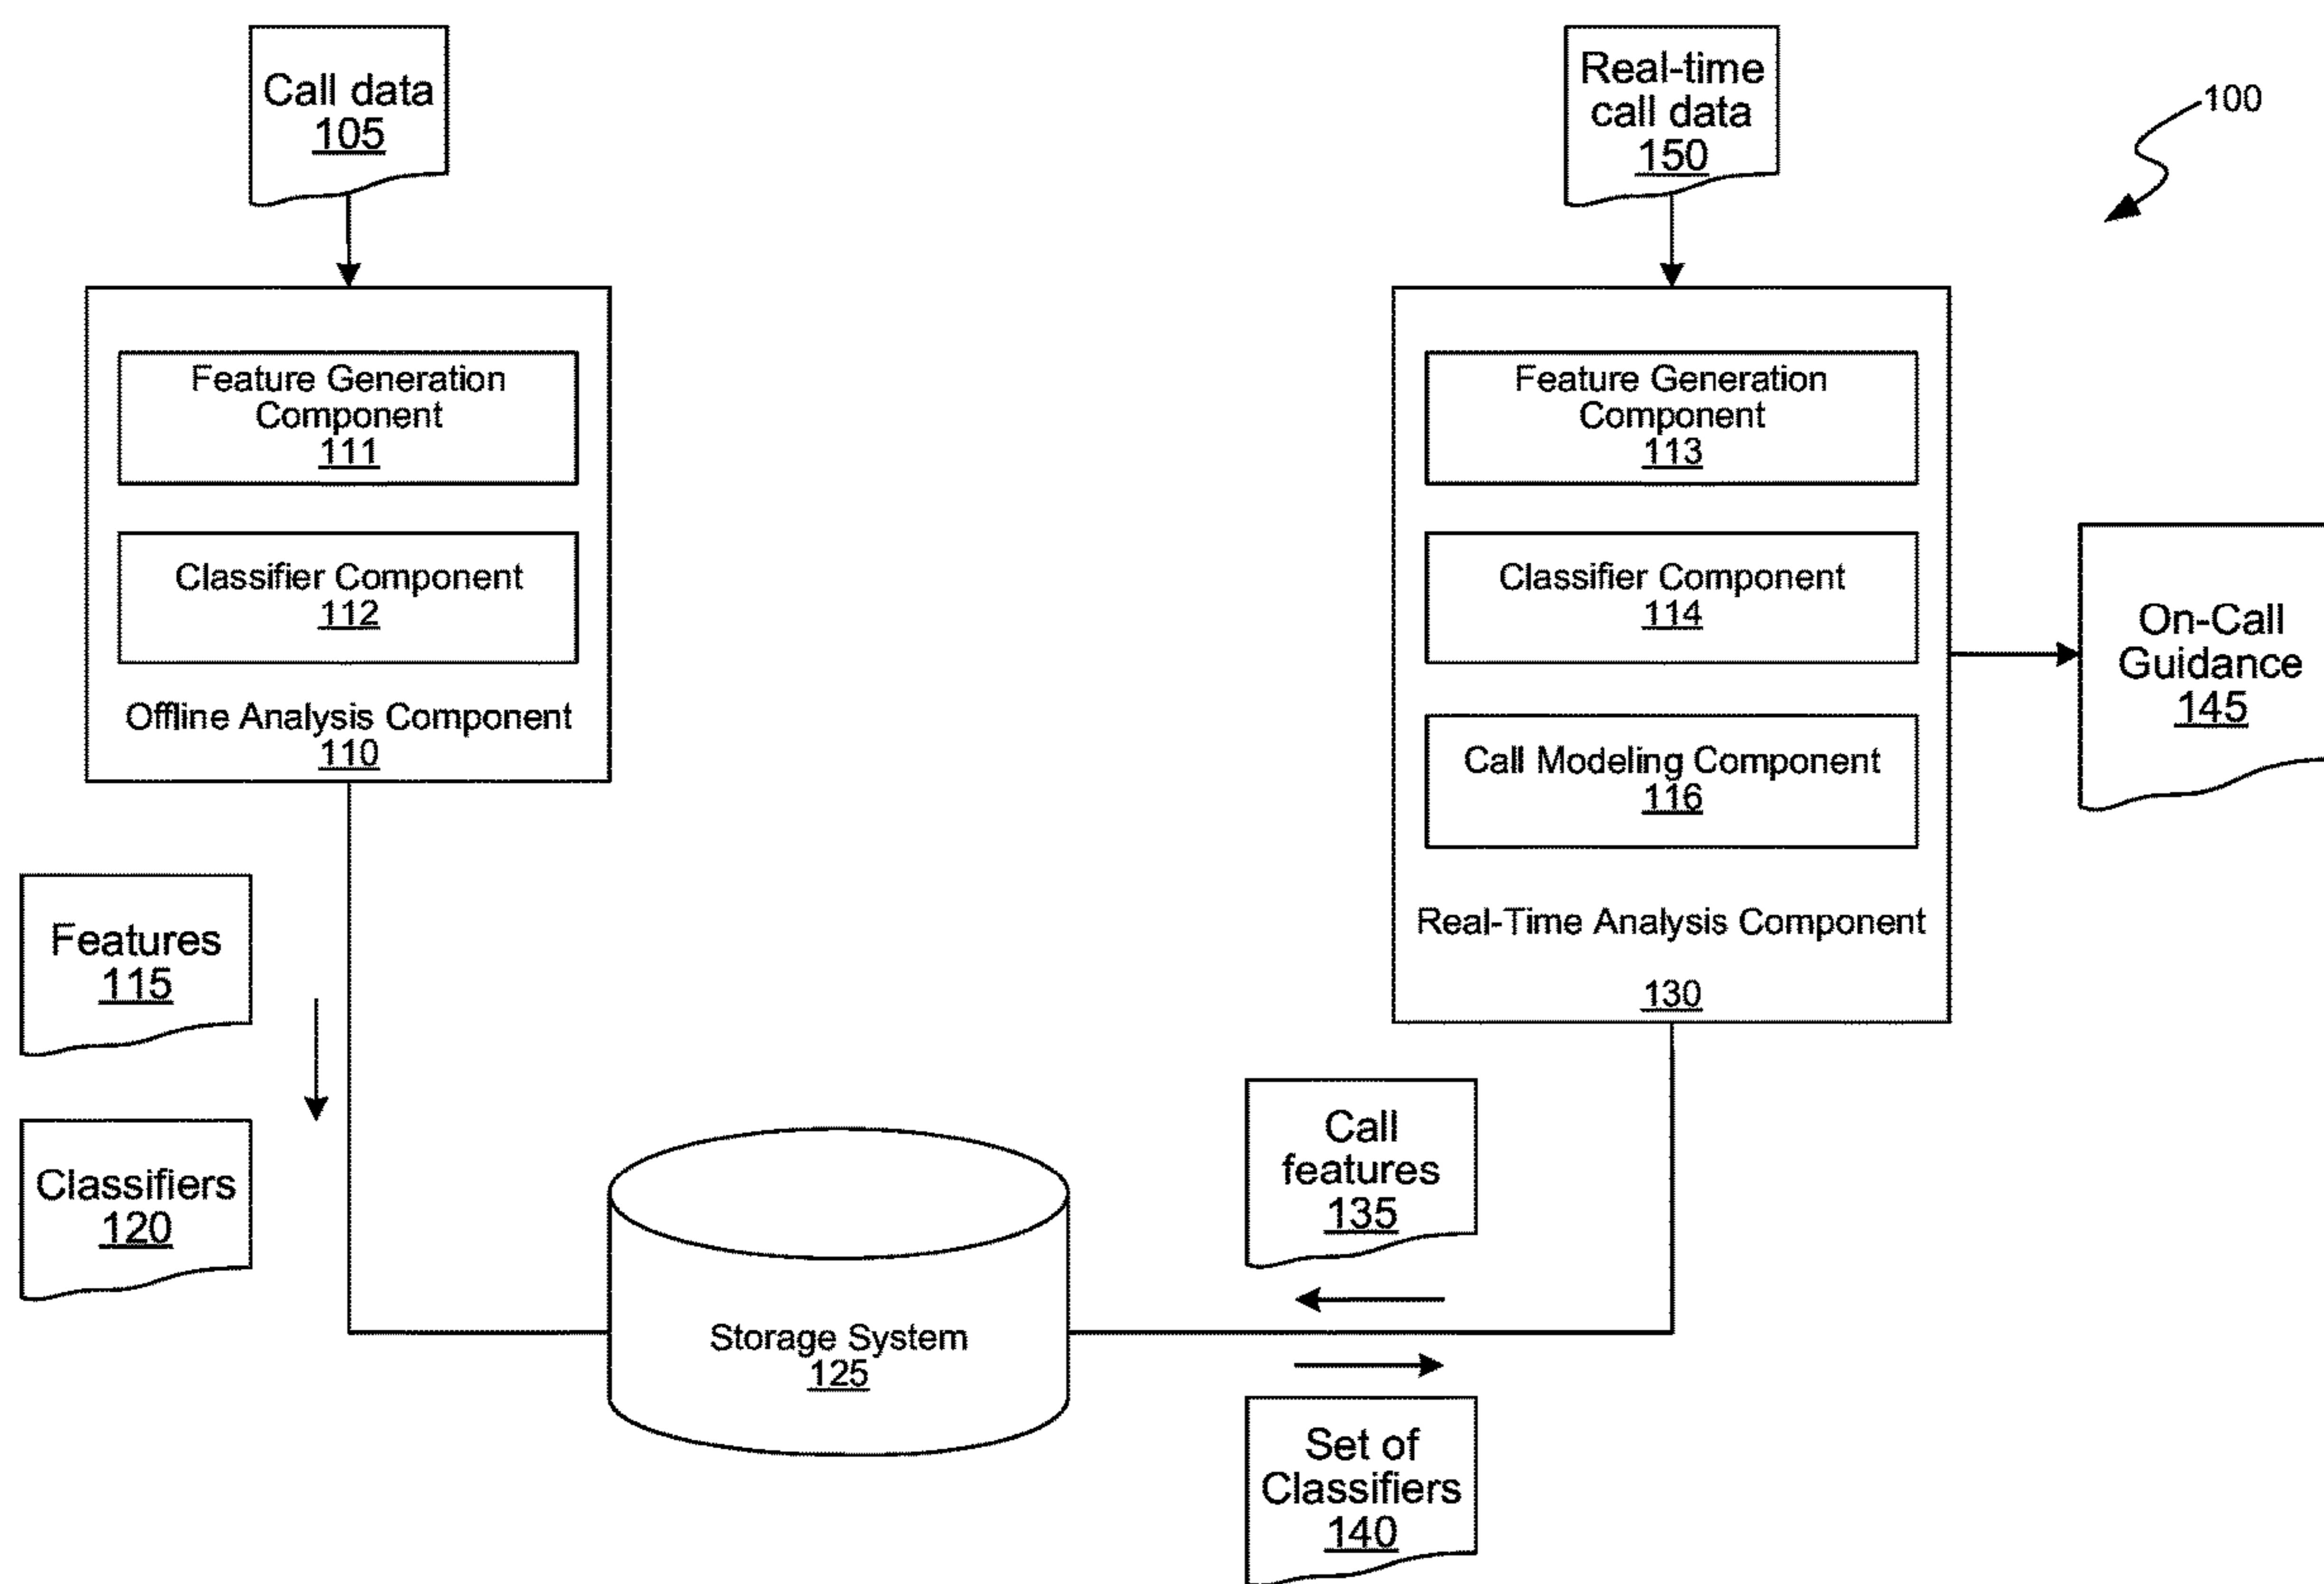 Call data
105
Real-time
call data
150
100
Feature Generation
Component
111
Classifier Component
112
Offline Analysis Component
110
Feature Generation
Component
113
Classifier Component
114
Call Modeling Component
116
Real-Time Analysis Component
130
On-Call
Guidance
145
Features
115
Classifiers
120
Storage System
125
Call
features
135
Set of
Classifiers
140